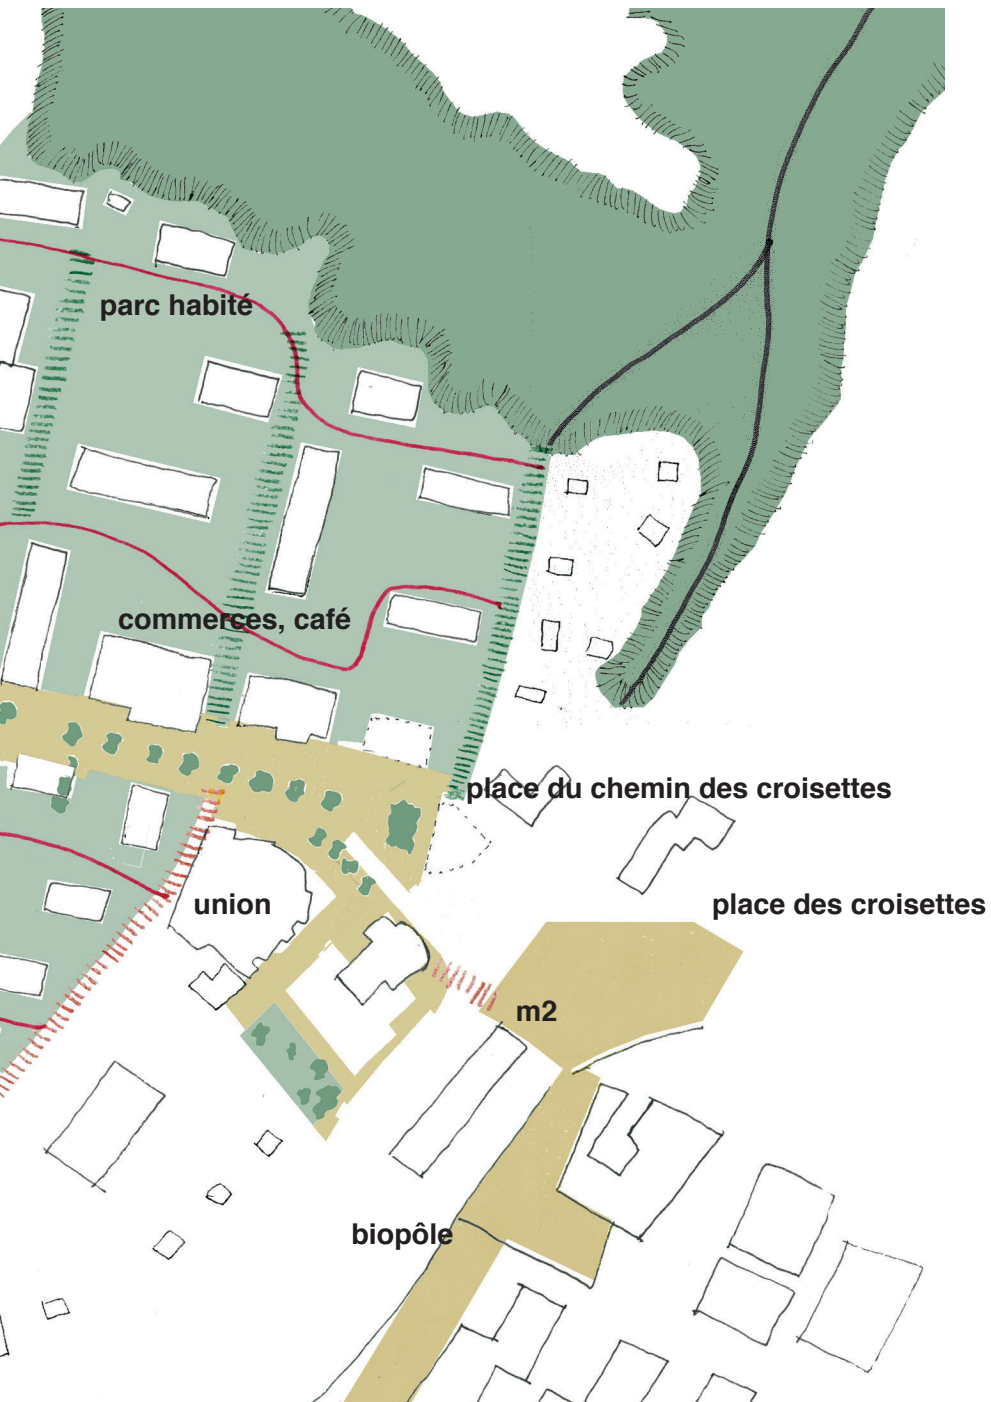 parc habité
commerces, café
place du chemin des croisettes
union
place des croisettes
m2
biopôle